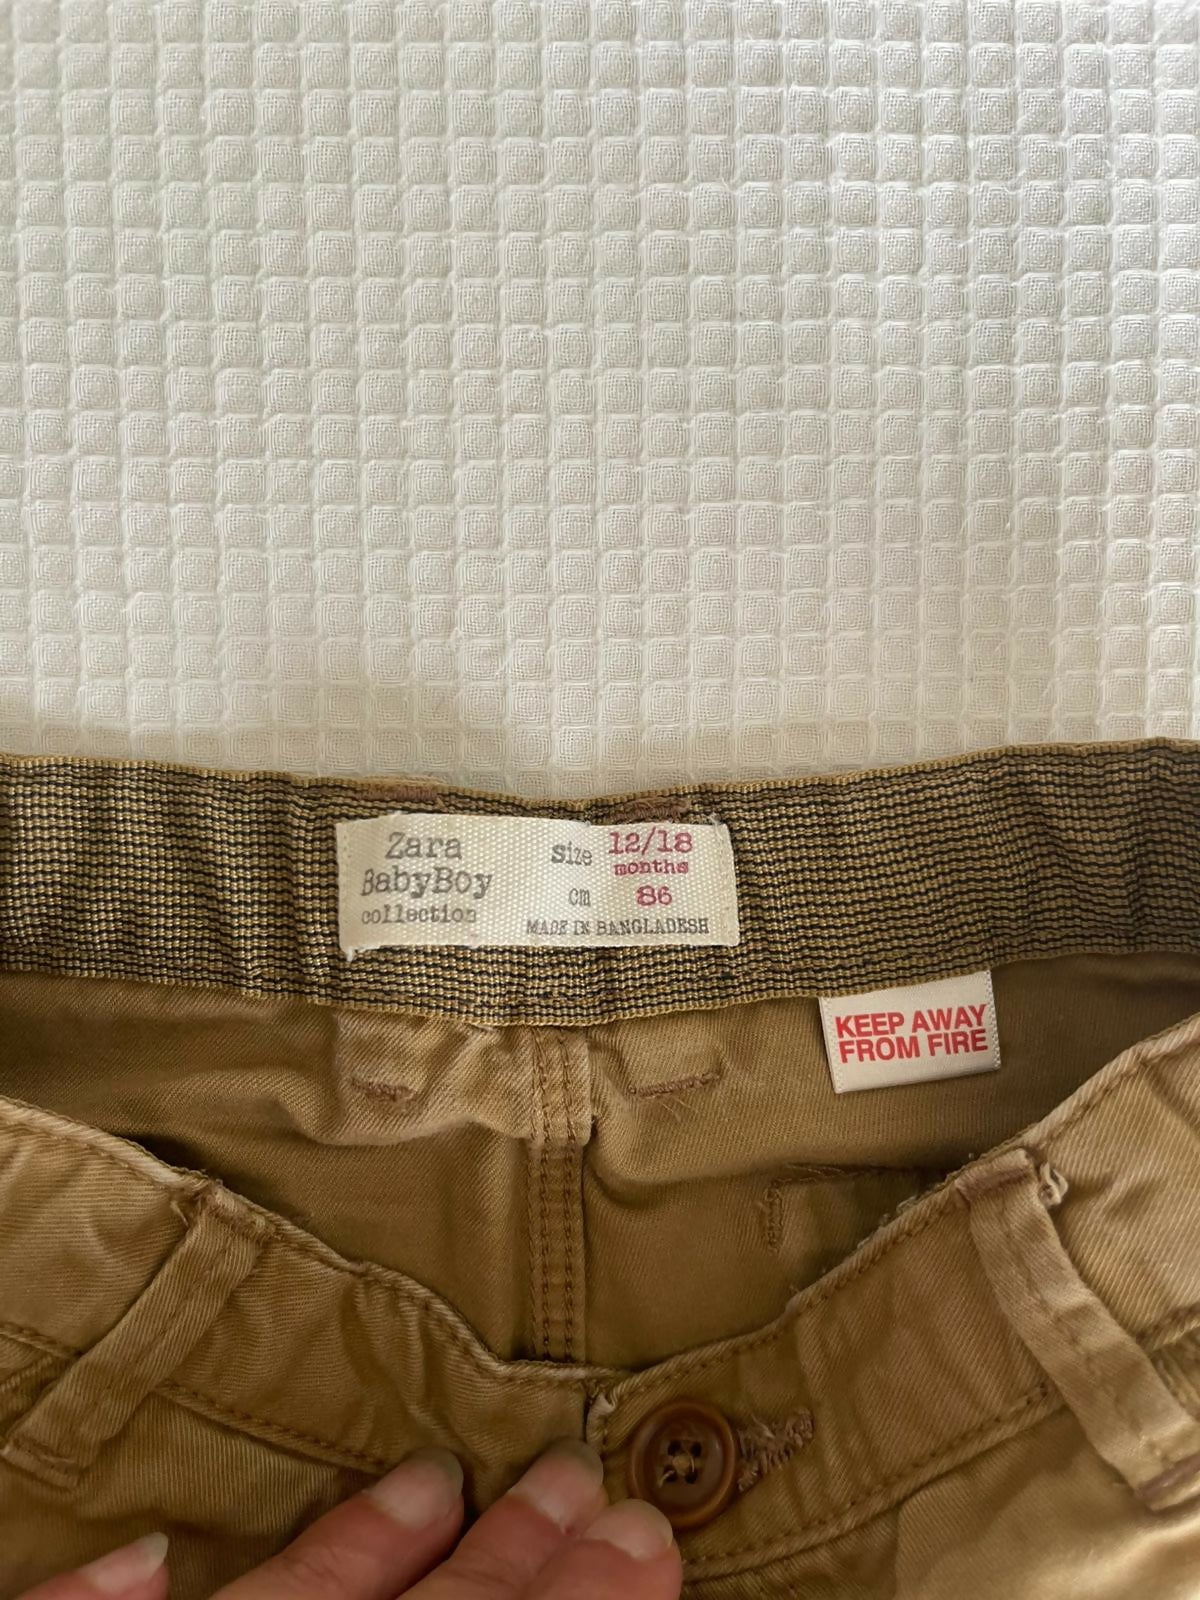 Zara
BabyBoy
collection
size 12/18
months
cm 86
MADE IN BANGLADESH
KEEP AWAY
FROM FIRE